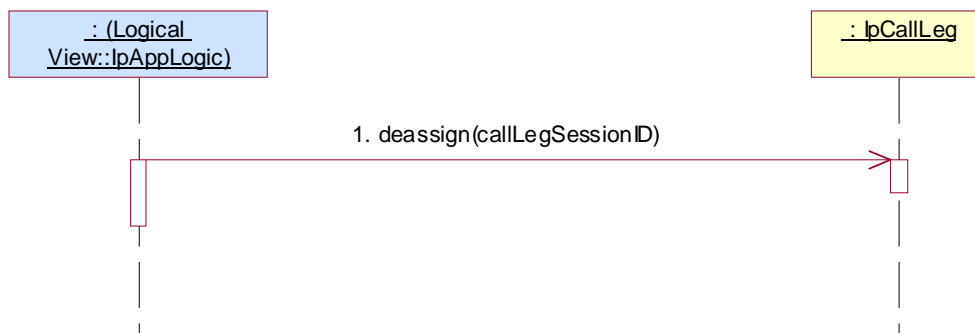 : (Logical
View::IpAppLogic)
: IpCallLeg
1. deassign(callLegSessionID)